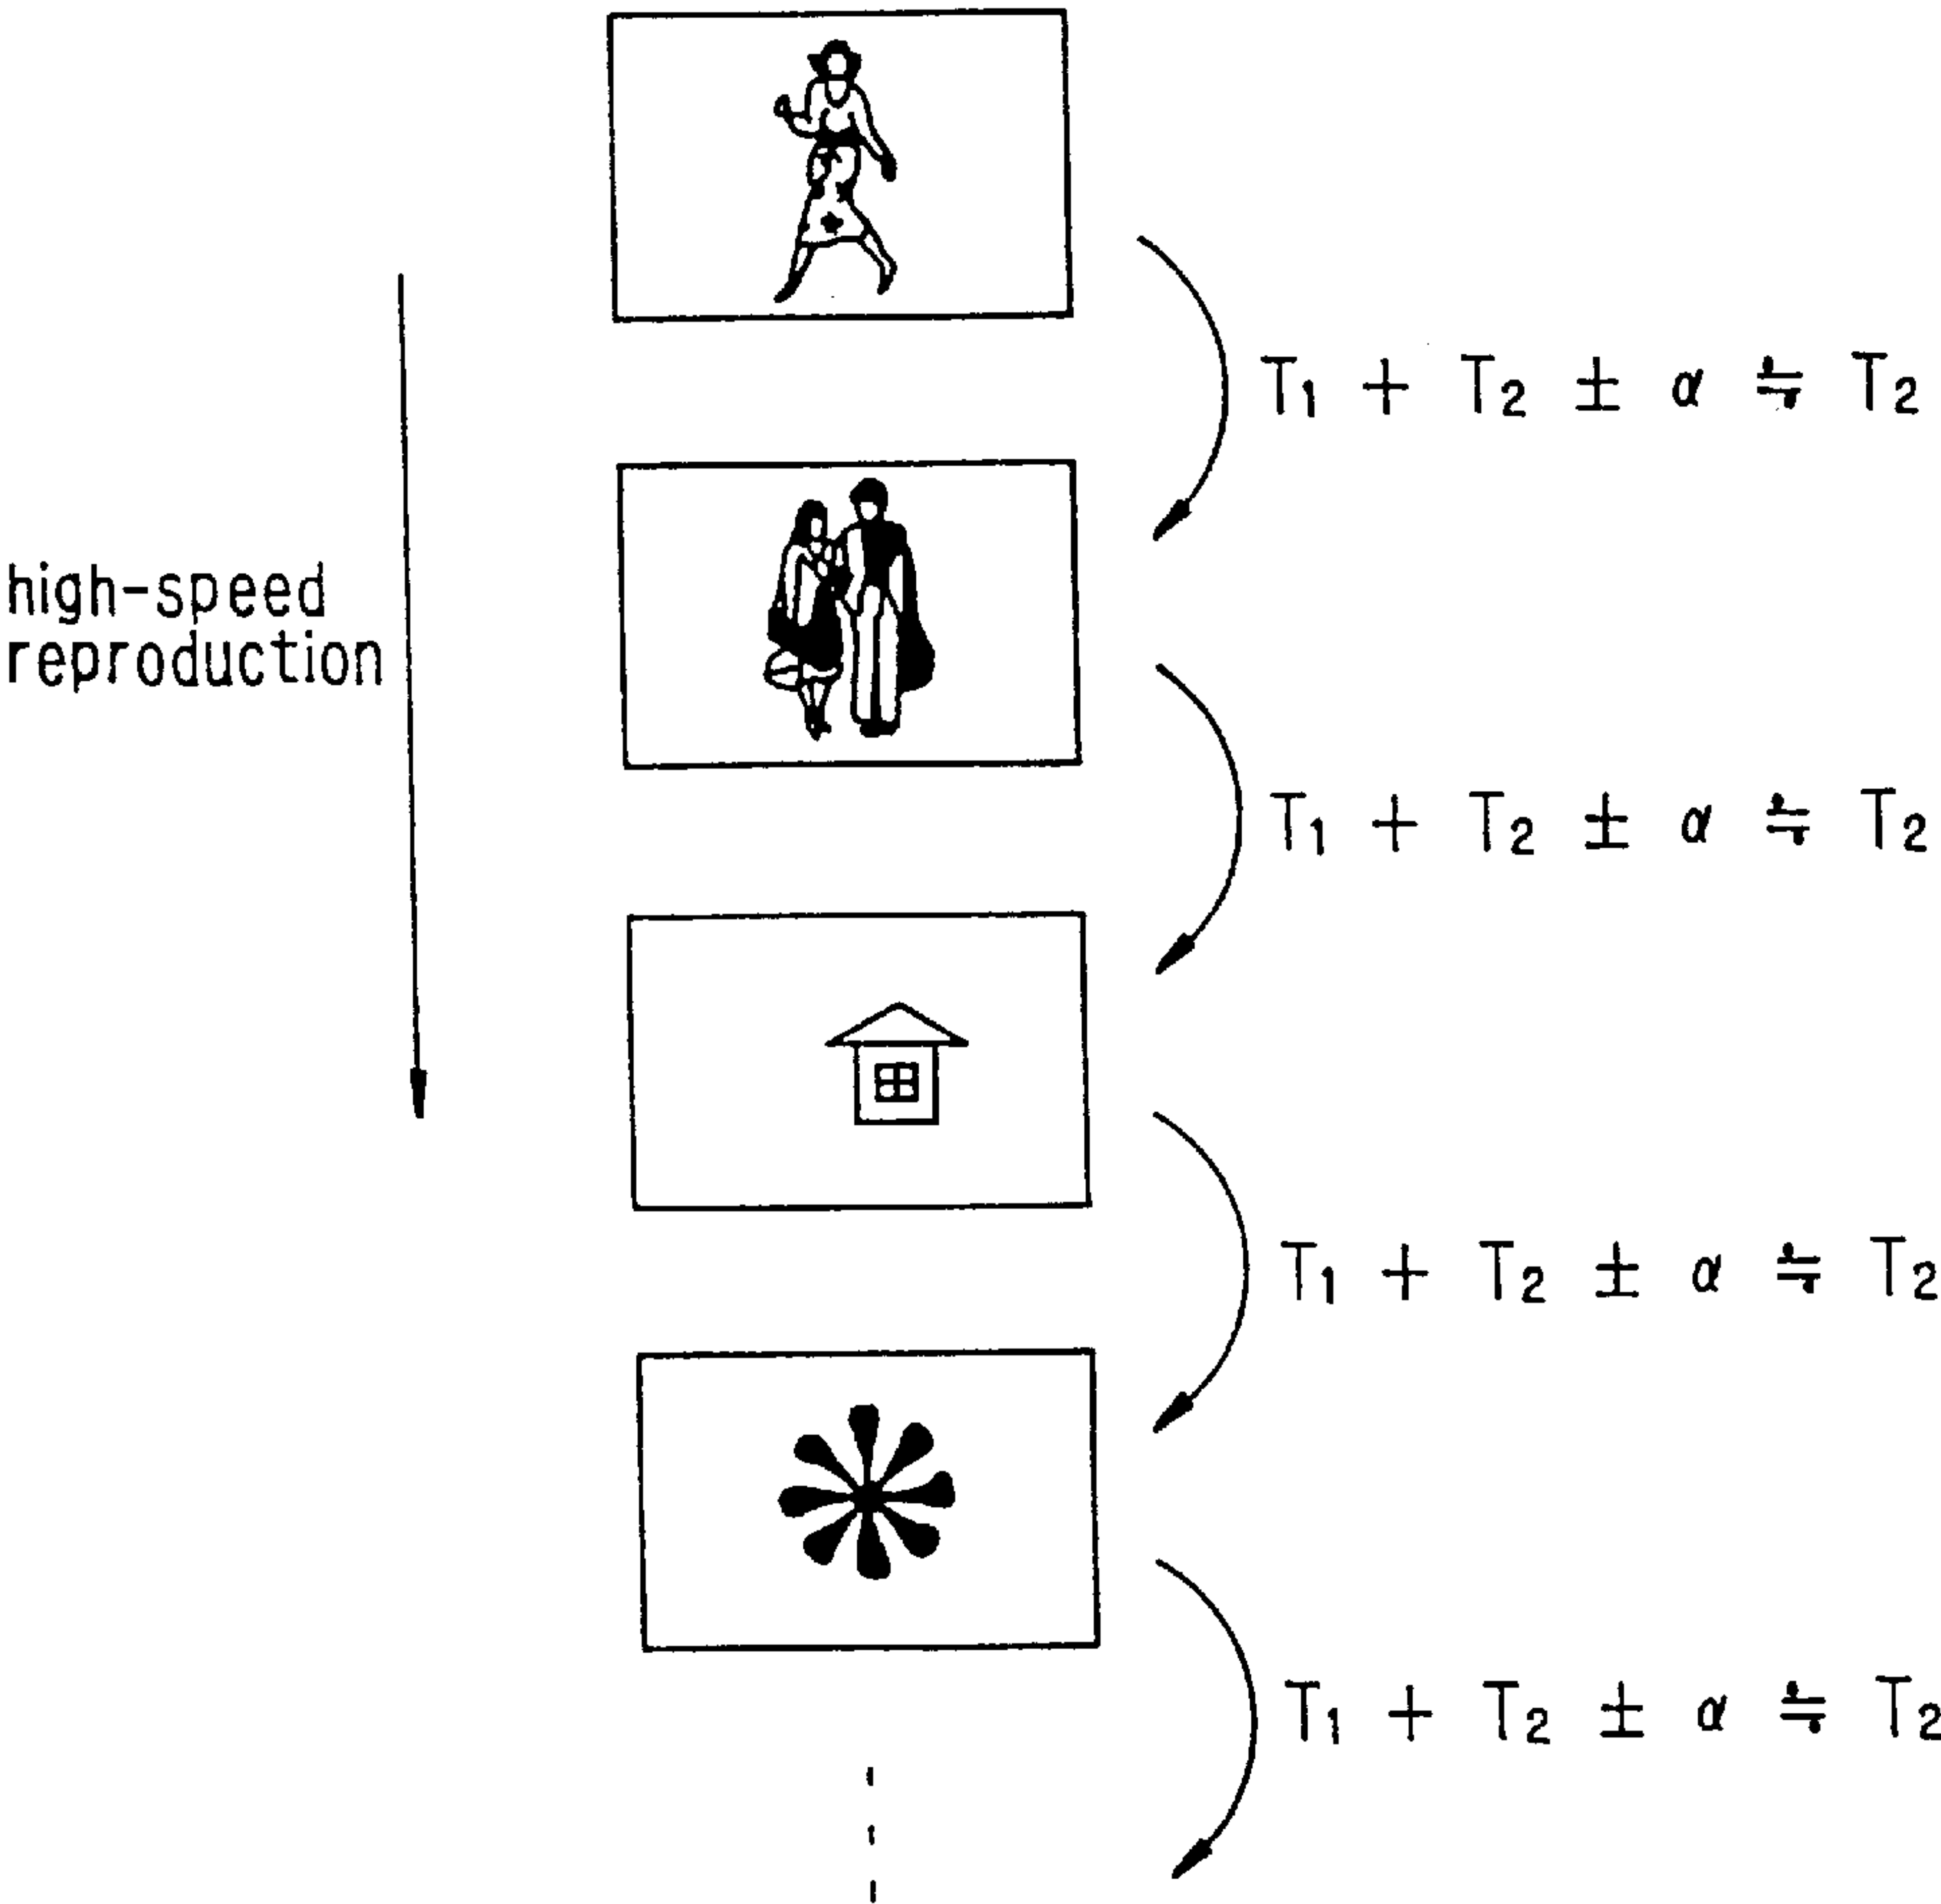 T₁ + T₂ ± α ≒ T₂
high-speed
reproduction
T₁ + T₂ ± α ≒ T₂
T₁ + T₂ ± α ≒ T₂
T₁ + T₂ ± α ≒ T₂